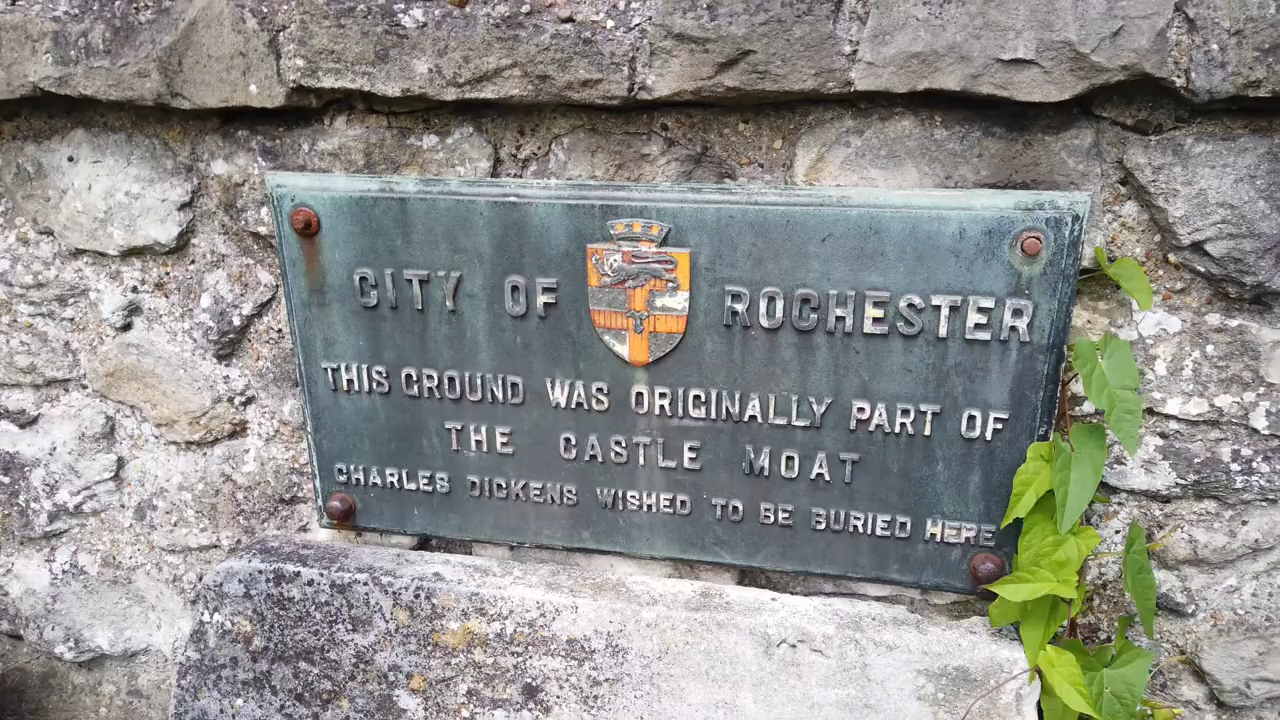 CITY OF ROCHESTER
THIS GROUND WAS ORIGINALLY PART OF
THE CASTLE MOAT
CHARLES DICKENS WISHED TO BE BURIED HERE